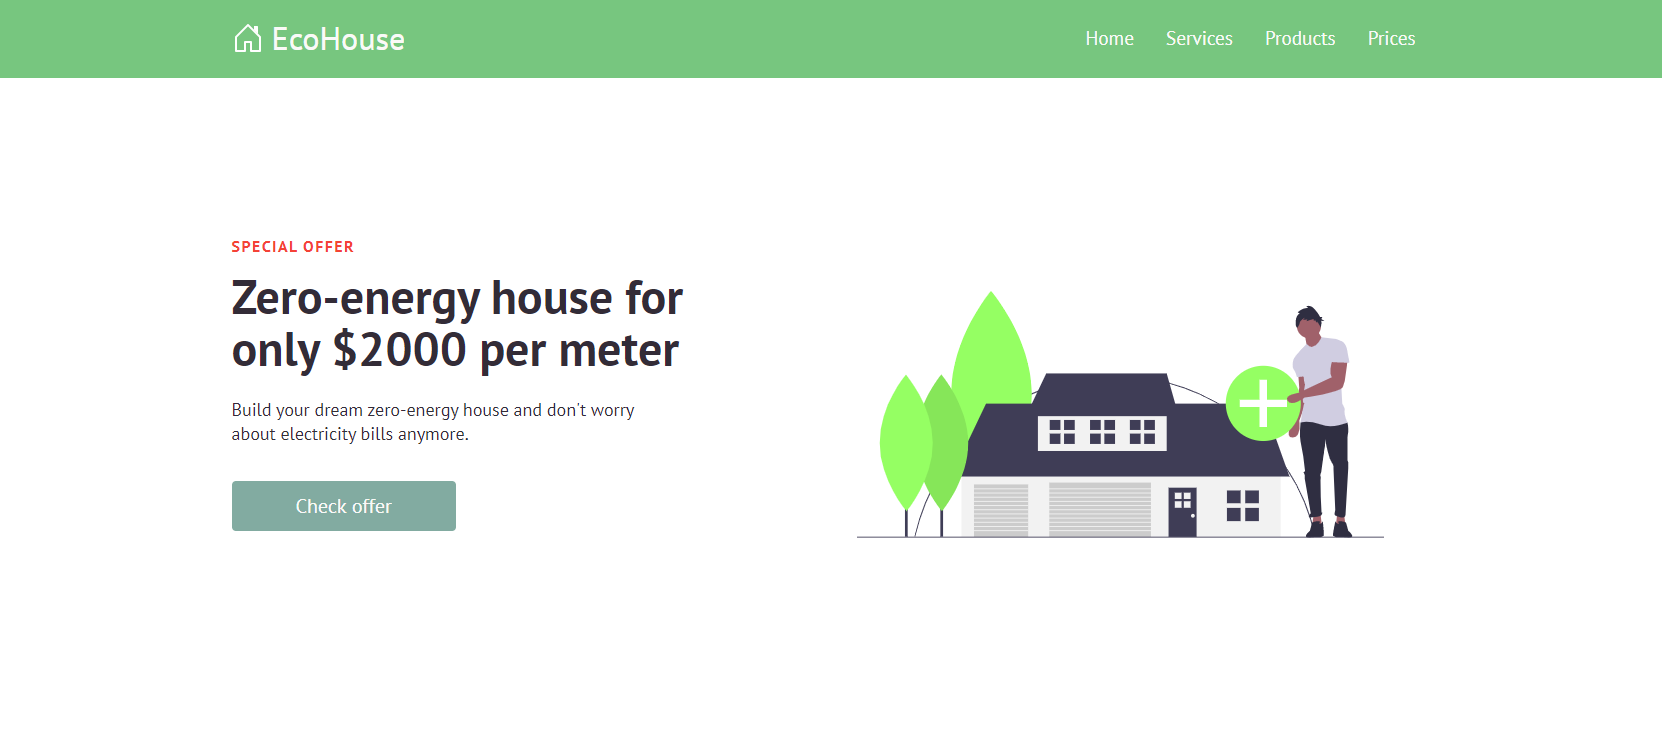 EcoHouse
Home Services Products Prices
SPECIAL OFFER
Zero-energy house for
only $2000 per meter
Build your dream zero-energy house and don't worry
about electricity bills anymore.
Check offer